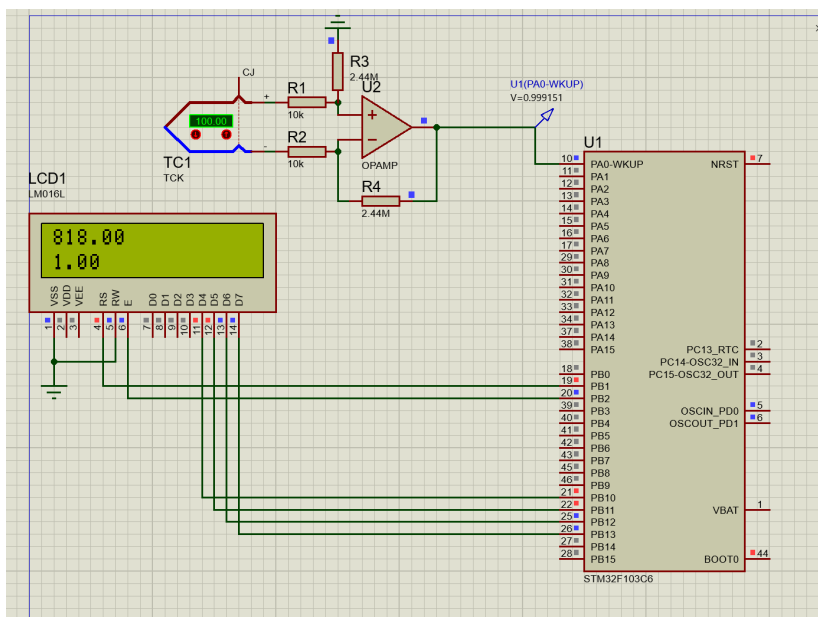 CJ
R3
2.44M
U2
R1
10k
+
+
-
-
R2
10k
100.00
TC1
TCK
OPAMP
R4
2.44M
U1(PA0-WKUP)
V=0.999151
LCD1
LM016L
818.00
1.00
VSS
VDD
VEE
RS
RW
E
D0
D1
D2
D3
D4
D5
D6
D7
1
2
3
4
5
6
7
8
9
10
11
12
13
14
U1
10 PA0-WKUP NRST 7
11 PA1
12 PA2
13 PA3
14 PA4
15 PA5
16 PA6
17 PA7
29 PA8
30 PA9
31 PA10
32 PA11
33 PA12
34 PA13
37 PA14
38 PA15 PC13_RTC 2
PC14-OSC32_IN 3
18 PB0 PC15-OSC32_OUT 4
19 PB1
20 PB2
39 PB3 OSCIN_PD0 5
40 PB4 OSCOUT_PD1 6
41 PB5
42 PB6
43 PB7
45 PB8
46 PB9
21 PB10
22 PB11 VBAT 1
25 PB12
26 PB13
27 PB14
28 PB15 BOOT0 44
STM32F103C6